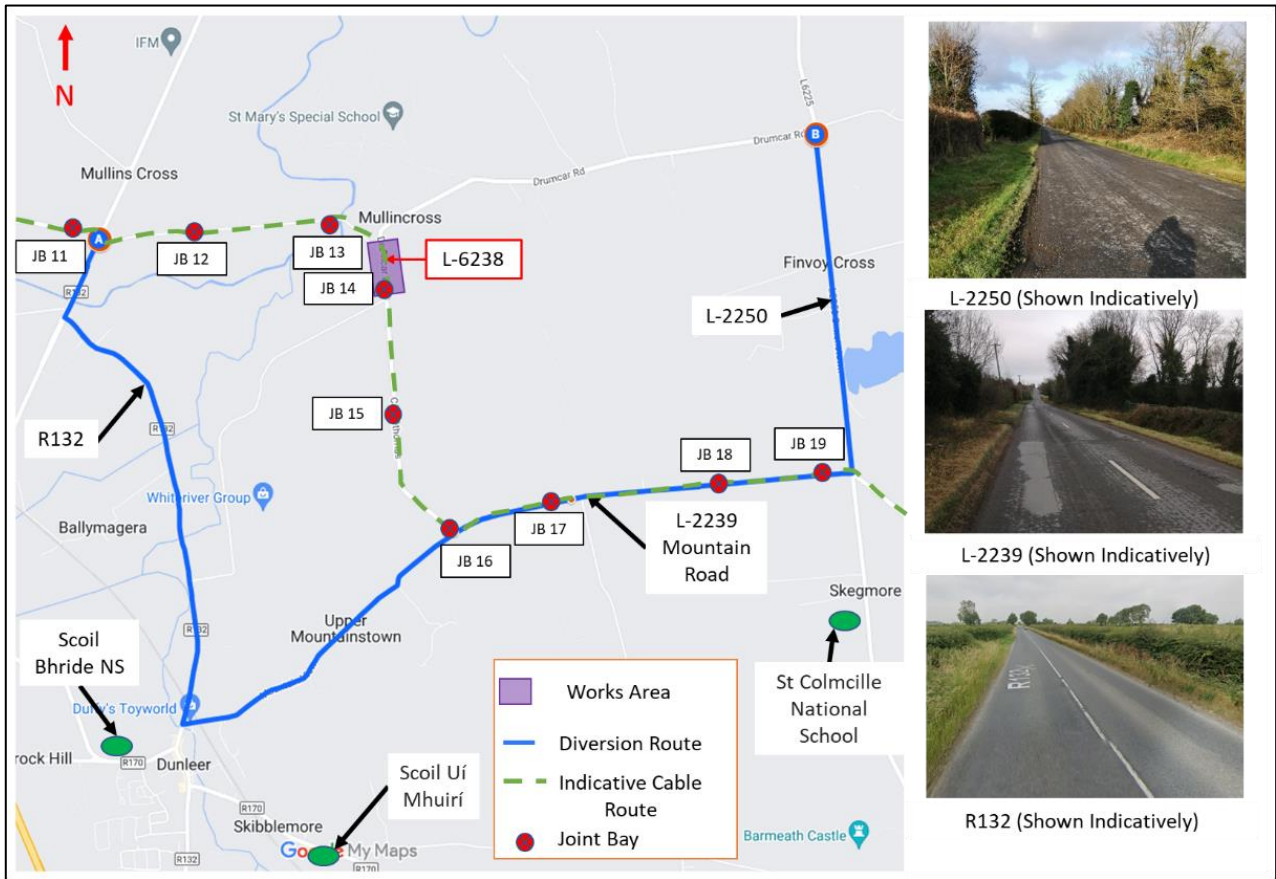 N
IFM
St Mary's Special School
L6225
B
Drumcar Rd
Drumcar Rd
Mullins Cross
Mullincross
A
JB 11
JB 12
JB 13
L-6238
JB 14
R132
Finvoy Cross
L-2250
R132
JB 15
R132
Whiteriver Group
Ballymagera
JB 16
JB 17
JB 18
JB 19
L-2239
Mountain
Road
Upper
Mountainstown
R132
Skegmore
Scoil
Bhride NS
Duffy's Toyworld
rock Hill
R170
Dunleer
St Colmcille
National
School
Scoil Uí
Mhuirí
R170
Skibblemore
Google My Maps
R132
R170
Barmeath Castle
Works Area
Diversion Route
Indicative Cable
Route
Joint Bay
L-2250 (Shown Indicatively)
L-2239 (Shown Indicatively)
R132
R132 (Shown Indicatively)